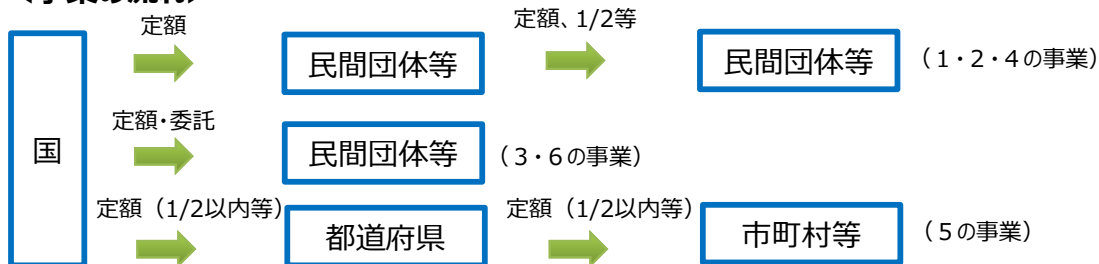 定額
定額、1/2等
民間団体等
民間団体等
（１・２・４の事業）
国
定額・委託
民間団体等
（３・６の事業）
定額（1/2以内等）
定額（1/2以内等）
都道府県
市町村等
（５の事業）